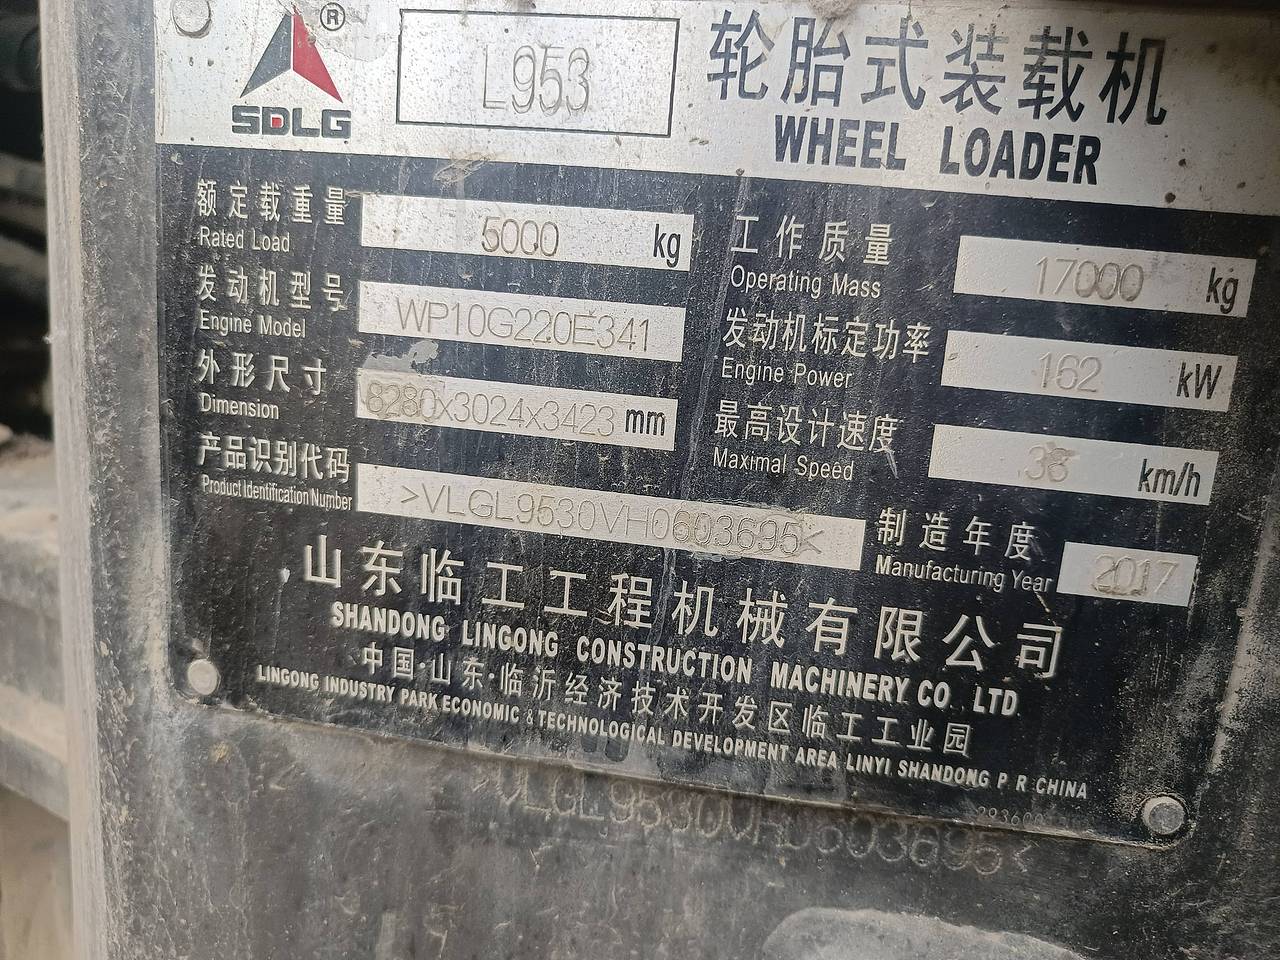 ®
SDLG
L953
轮胎式装载机
WHEEL LOADER
额定载重量 5000 kg
Rated Load
工作质量 17000 kg
Operating Mass
发动机型号 WP10G220E341
Engine Model
发动机标定功率 162 kW
Engine Power
外形尺寸 8280x3024x3423 mm
Dimension
最高设计速度 38 km/h
Maximal Speed
产品识别代码 >VLGL9530VH0603695<
Product Identification Number
制造年度 2017
Manufacturing Year
山东临工工程机械有限公司
SHANDONG LINGONG CONSTRUCTION MACHINERY CO., LTD
中国·山东·临沂经济技术开发区临工工业园
LINGONG INDUSTRY PARK ECONOMIC & TECHNOLOGICAL DEVELOPMENT AREA LINYI SHANDONG P R CHINA
>VLGL9530VH0603695<